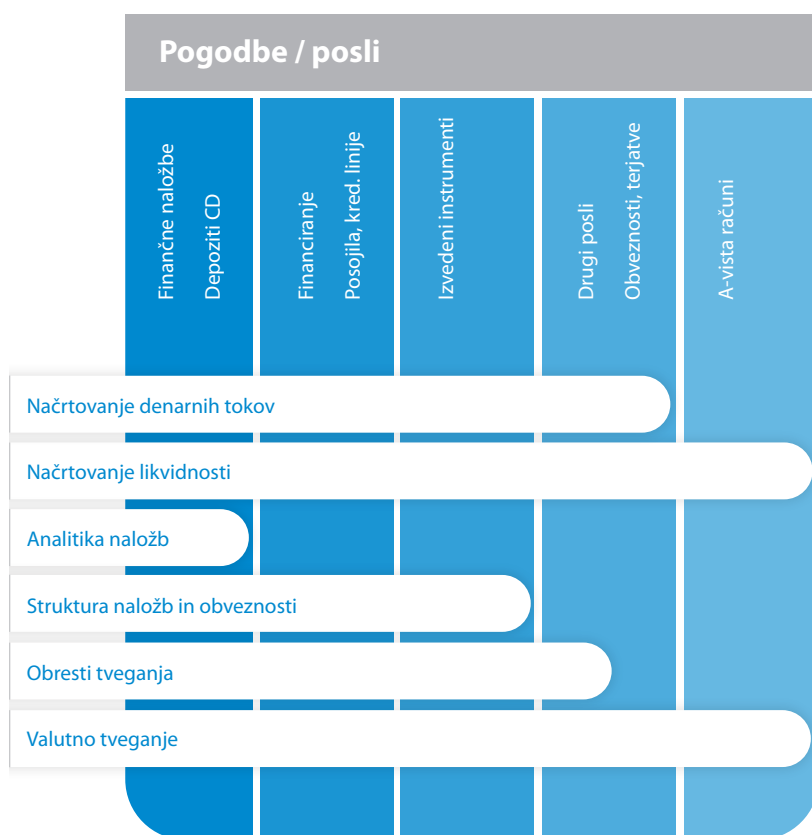 Pogodbe / posli
Finančne naložbe
Depoziti CD
Financiranje
Posojila, kred. linije
Izvedeni instrumenti
Drugi posli
Obveznosti, terjatve
A-vista računi
Načrtovanje denarnih tokov
Načrtovanje likvidnosti
Analitika naložb
Struktura naložb in obveznosti
Obresti tveganja
Valutno tveganje